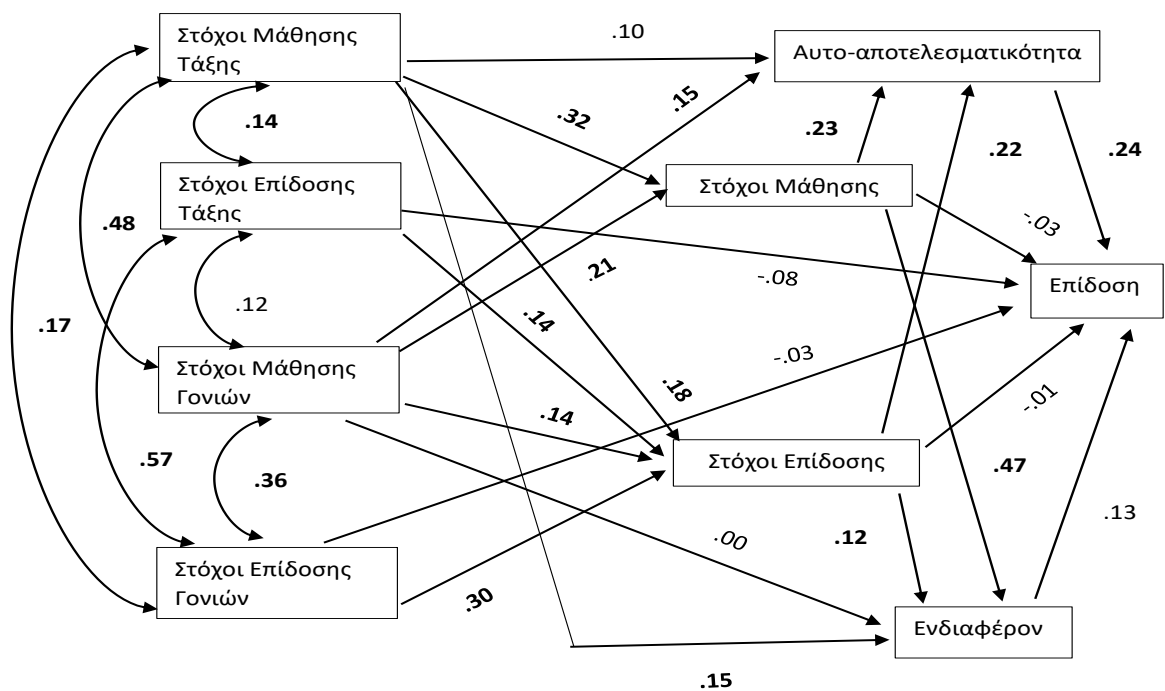 Στόχοι Μάθησης
Τάξης
.10
Αυτο-αποτελεσματικότητα
.14
.32
.15
.23
.22
.24
Στόχοι Επίδοσης
Τάξης
Στόχοι Μάθησης
.48
-.03
.21
-.08
Επίδοση
.12
.14
.17
-.03
Στόχοι Μάθησης
Γονιών
.18
.14
-.01
.57
.36
Στόχοι Επίδοσης
.47
.00
.12
.13
Στόχοι Επίδοσης
Γονιών
.30
Ενδιαφέρον
.15